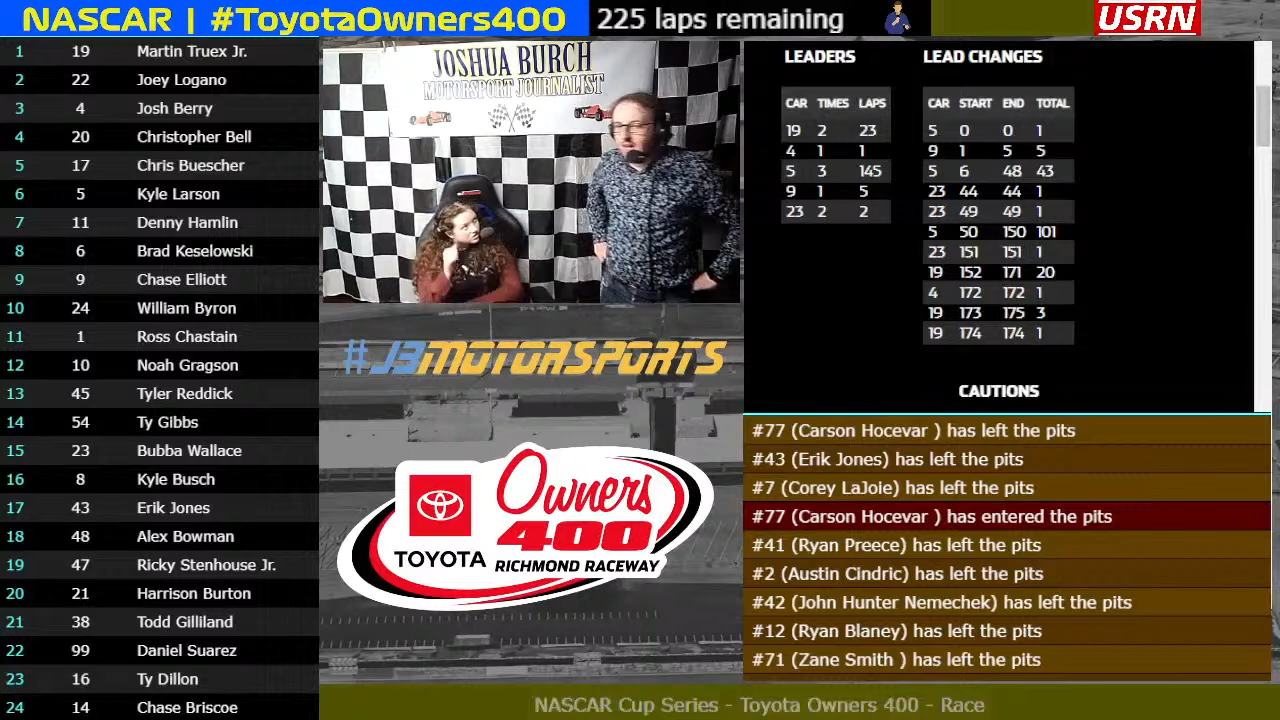 NASCAR | #ToyotaOwners400
225 laps remaining
USRN
1 19 Martin Truex Jr.
2 22 Joey Logano
3 4 Josh Berry
4 20 Christopher Bell
5 17 Chris Buescher
6 5 Kyle Larson
7 11 Denny Hamlin
8 6 Brad Keselowski
9 9 Chase Elliott
10 24 William Byron
11 1 Ross Chastain
12 10 Noah Gragson
13 45 Tyler Reddick
14 54 Ty Gibbs
15 23 Bubba Wallace
16 8 Kyle Busch
17 43 Erik Jones
18 48 Alex Bowman
19 47 Ricky Stenhouse Jr.
20 21 Harrison Burton
21 38 Todd Gilliland
22 99 Daniel Suarez
23 16 Ty Dillon
24 14 Chase Briscoe
JOSHUA BURCH
MOTORSPORT JOURNALIST
#JBMOTORSPORTS
TOYOTA
Owners
400
RICHMOND RACEWAY
LEADERS
CAR TIMES LAPS
19 2 23
4 1 1
5 3 145
9 1 5
23 2 2
LEAD CHANGES
CAR START END TOTAL
5 0 0 1
9 1 5 5
5 6 48 43
23 44 44 1
23 49 49 1
5 50 150 101
23 151 151 1
19 152 171 20
4 172 172 1
19 173 175 3
19 174 174 1
CAUTIONS
#77 (Carson Hocevar ) has left the pits
#43 (Erik Jones) has left the pits
#7 (Corey LaJoie) has left the pits
#77 (Carson Hocevar ) has entered the pits
#41 (Ryan Preece) has left the pits
#2 (Austin Cindric) has left the pits
#42 (John Hunter Nemechek) has left the pits
#12 (Ryan Blaney) has left the pits
#71 (Zane Smith ) has left the pits
NASCAR Cup Series - Toyota Owners 400 - Race